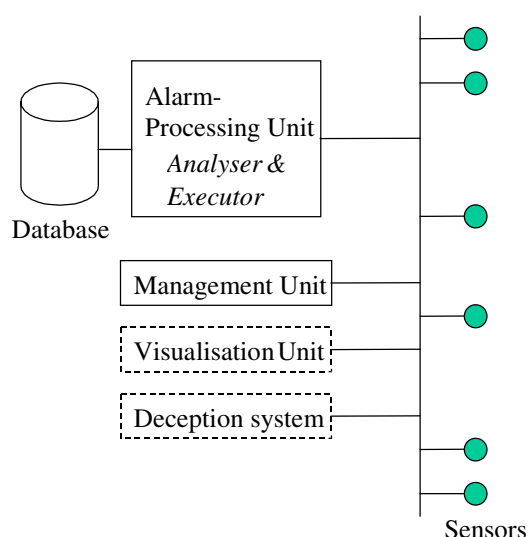 Alarm-
Processing Unit
Analyser &
Executor
Database
Management Unit
Visualisation Unit
Deception system
Sensors